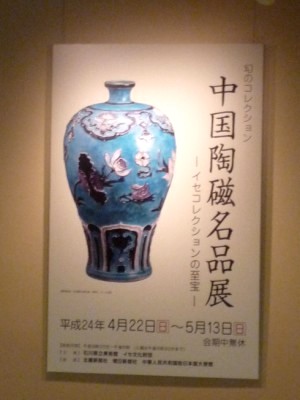 幻のコレクション
中国陶磁名品展
―イセコレクションの至宝―
平成24年 4月22日㊐～5月13日㊐
会期中無休